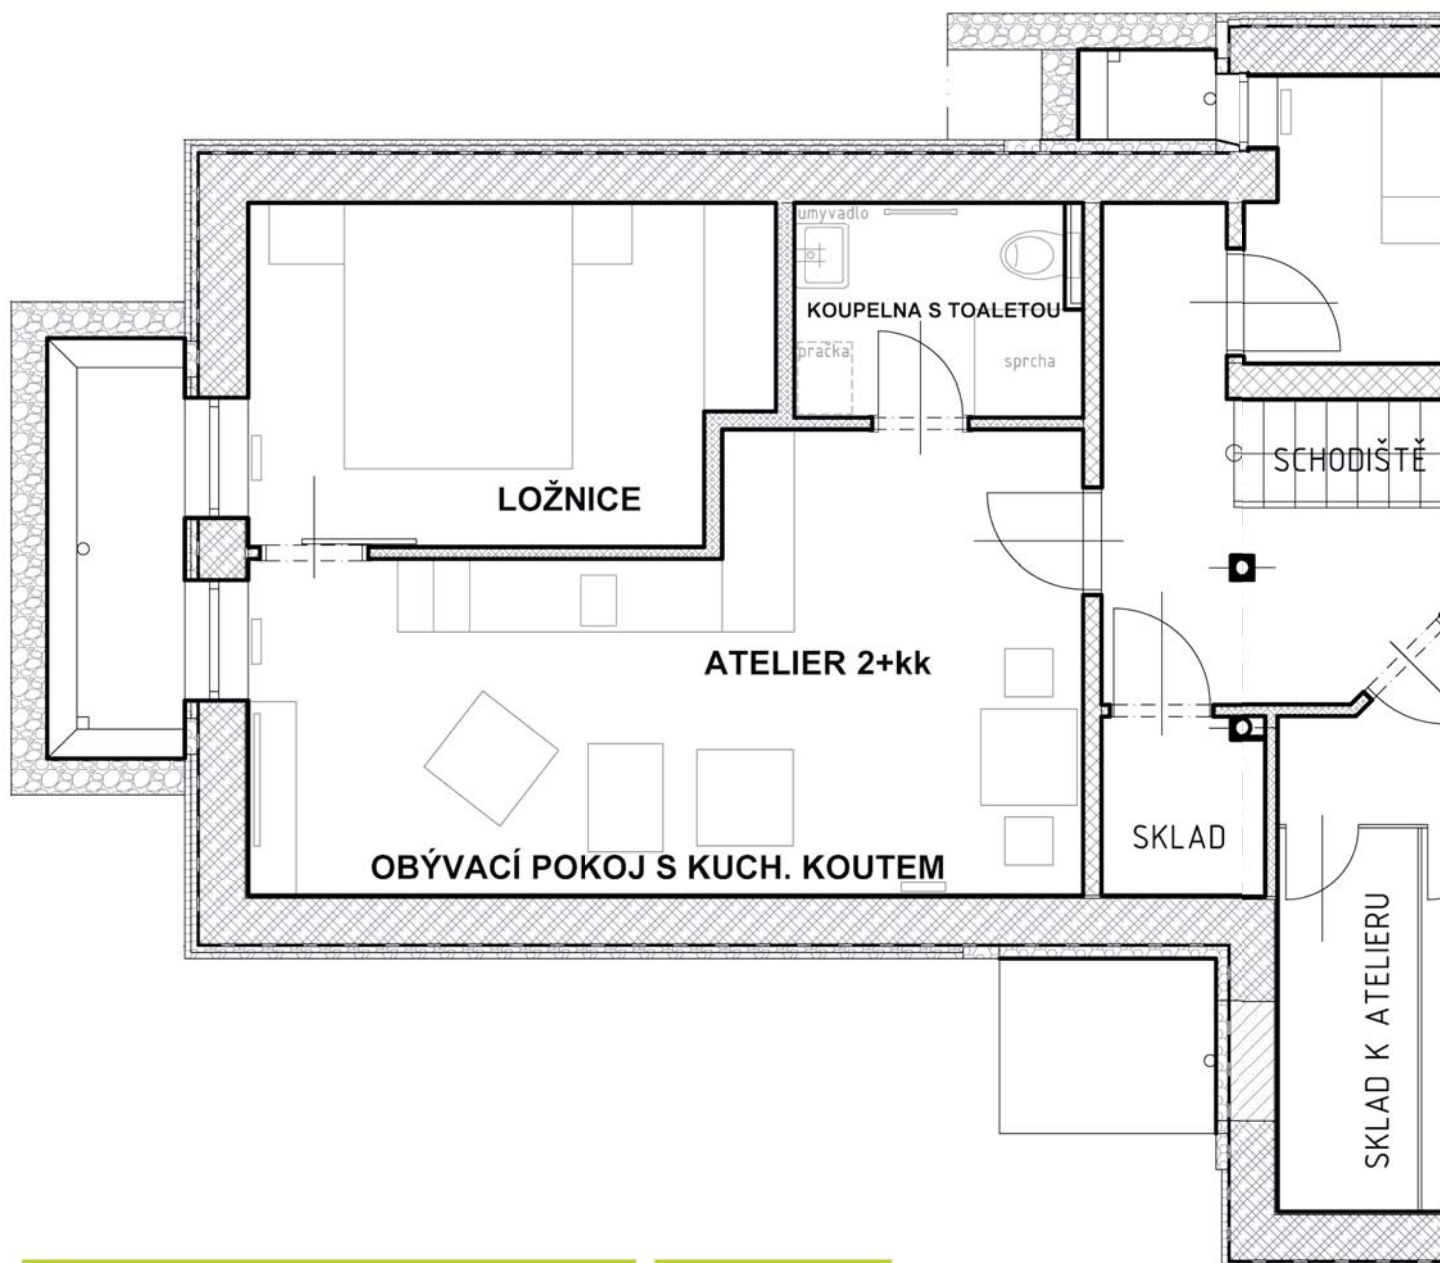 umyvadlo
KOUPELNA S TOALETOU
pračka
sprcha
SCHODIŠTĚ
LOŽNICE
ATELIER 2+kk
SKLAD
OBÝVACÍ POKOJ S KUCH. KOUTEM
SKLAD K ATELIERU